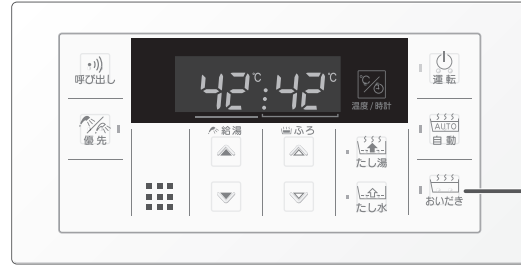 呼び出し
優先
42℃:42℃
℃/
温度/時計
給湯
ふろ
運転
AUTO
自動
たし湯
たし水
おいだき